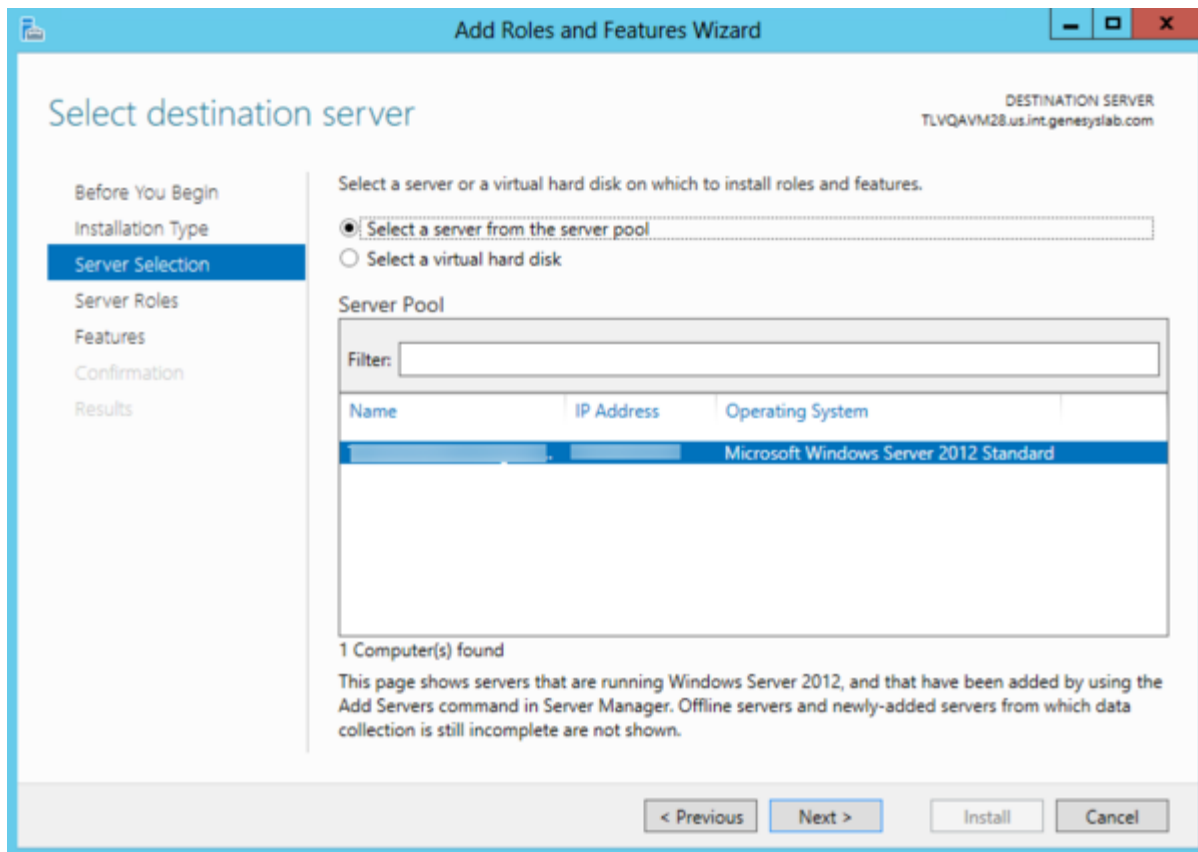 Add Roles and Features Wizard
Select destination server
DESTINATION SERVER
TLVQAVM28.us.int.genesyslab.com
Before You Begin
Installation Type
Server Selection
Server Roles
Features
Confirmation
Results
Select a server or a virtual hard disk on which to install roles and features.
Select a server from the server pool
Select a virtual hard disk
Server Pool
Filter:
Name IP Address Operating System
Microsoft Windows Server 2012 Standard
1 Computer(s) found
This page shows servers that are running Windows Server 2012, and that have been added by using the
Add Servers command in Server Manager. Offline servers and newly-added servers from which data
collection is still incomplete are not shown.
< Previous Next > Install Cancel